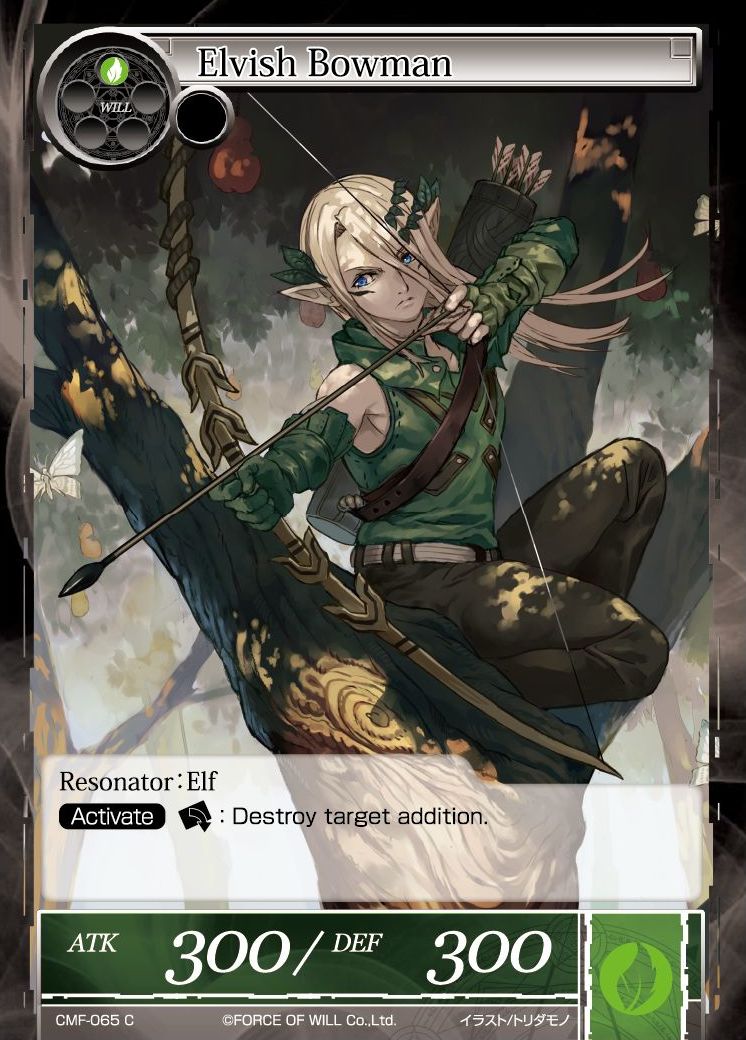 Elvish Bowman
WILL
Resonator:Elf
Activate : Destroy target addition.
ATK 300/ DEF 300
CMF-065 C ©FORCE OF WILL Co.,Ltd. イラスト/トリダモノ